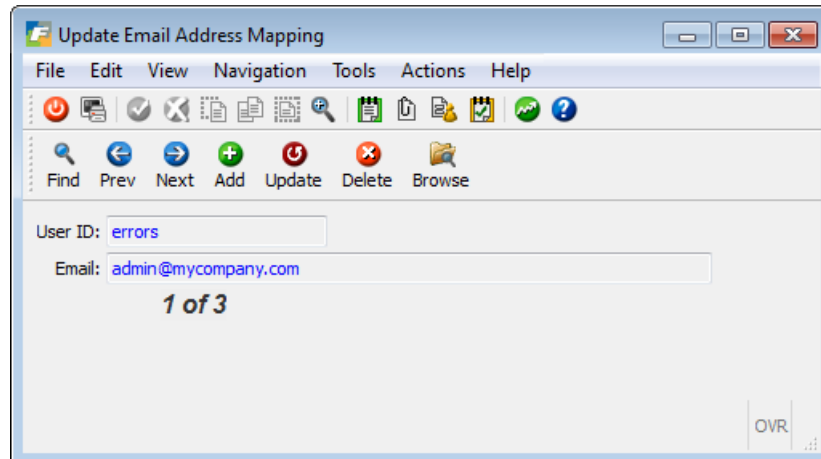 Update Email Address Mapping
File Edit View Navigation Tools Actions Help
Find Prev Next Add Update Delete Browse
User ID: errors
Email: admin@mycompany.com
1 of 3
OVR